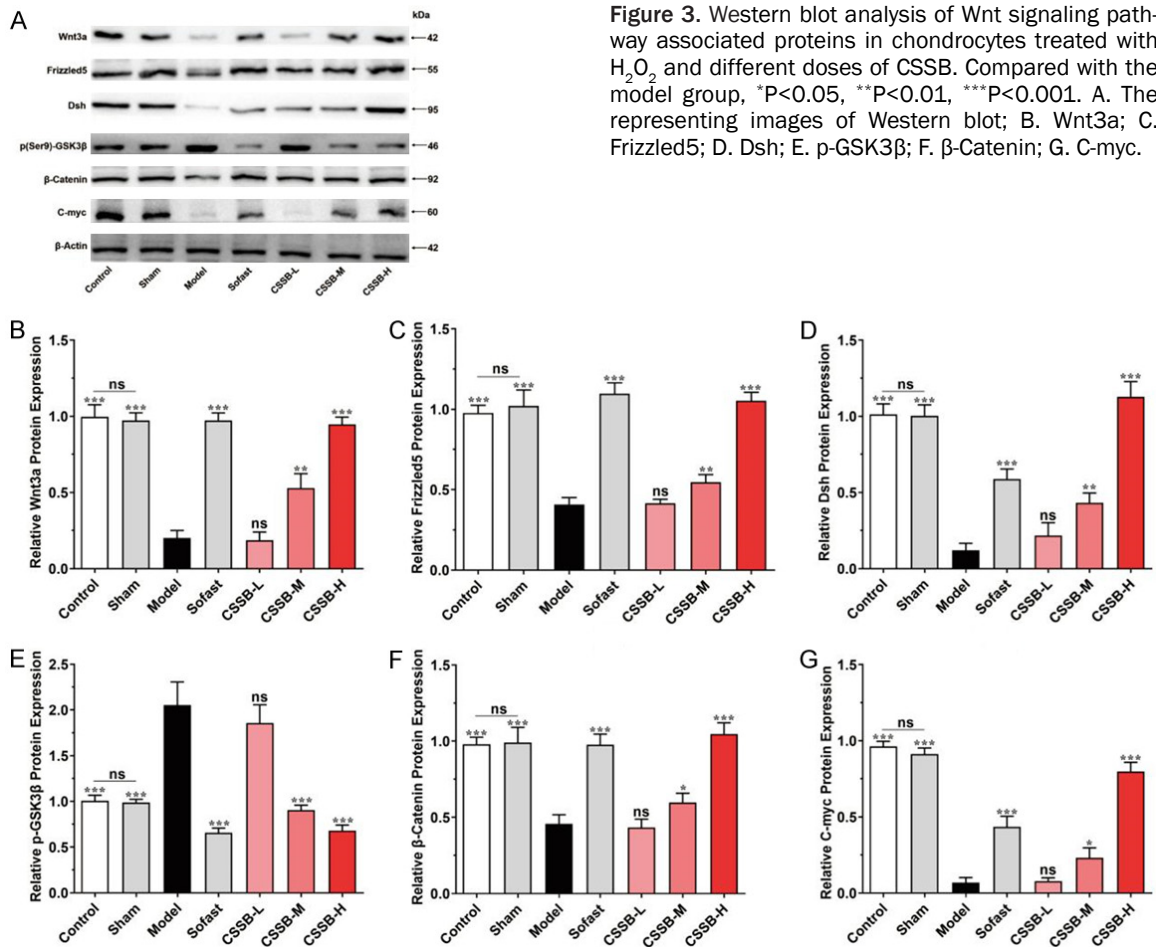 A
kDa
Wnt3a
42
Frizzled5
55
Dsh
95
p(Ser9)-GSK3β
46
β-Catenin
92
C-myc
60
β-Actin
42
Control
Sham
Model
Sofast
CSSB-L
CSSB-M
CSSB-H
Figure 3. Western blot analysis of Wnt signaling path-
way associated proteins in chondrocytes treated with
H₂O₂ and different doses of CSSB. Compared with the
model group, *P<0.05, **P<0.01, ***P<0.001. A. The
representing images of Western blot; B. Wnt3a; C.
Frizzled5; D. Dsh; E. p-GSK3β; F. β-Catenin; G. C-myc.
B
Relative Wnt3a Protein Expression
1.5
1.0
0.5
0.0
ns
***
***
***
ns
**
***
Control
Sham
Model
Sofast
CSSB-L
CSSB-M
CSSB-H
C
Relative Frizzled5 Protein Expression
1.5
1.0
0.5
0.0
ns
***
***
***
ns
**
***
Control
Sham
Model
Sofast
CSSB-L
CSSB-M
CSSB-H
D
Relative Dsh Protein Expression
1.5
1.0
0.5
0.0
ns
***
***
***
ns
**
***
Control
Sham
Model
Sofast
CSSB-L
CSSB-M
CSSB-H
E
Relative p-GSK3β Protein Expression
2.5
2.0
1.5
1.0
0.5
0.0
ns
***
***
***
ns
***
***
Control
Sham
Model
Sofast
CSSB-L
CSSB-M
CSSB-H
F
Relative β-Catenin Protein Expression
1.5
1.0
0.5
0.0
ns
***
***
***
ns
*
***
Control
Sham
Model
Sofast
CSSB-L
CSSB-M
CSSB-H
G
Relative C-myc Protein Expression
1.5
1.0
0.5
0.0
ns
***
***
***
ns
*
***
Control
Sham
Model
Sofast
CSSB-L
CSSB-M
CSSB-H